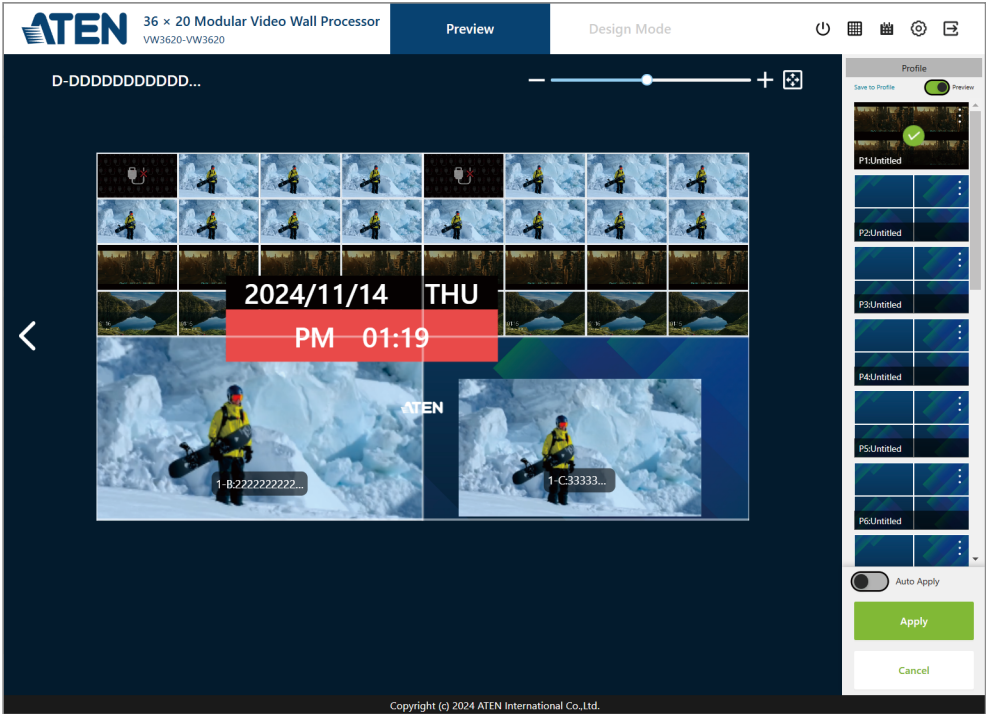 ATEN
36 × 20 Modular Video Wall Processor
VW3620-VW3620
Preview
Design Mode
D-DDDDDDDDDDD...
2024/11/14 THU
PM 01:19
ATEN
1-B:2222222222...
1-C:33333...
Profile
Save to Profile
Preview
P1:Untitled
P2:Untitled
P3:Untitled
P4:Untitled
P5:Untitled
P6:Untitled
Auto Apply
Apply
Cancel
Copyright (c) 2024 ATEN International Co.,Ltd.